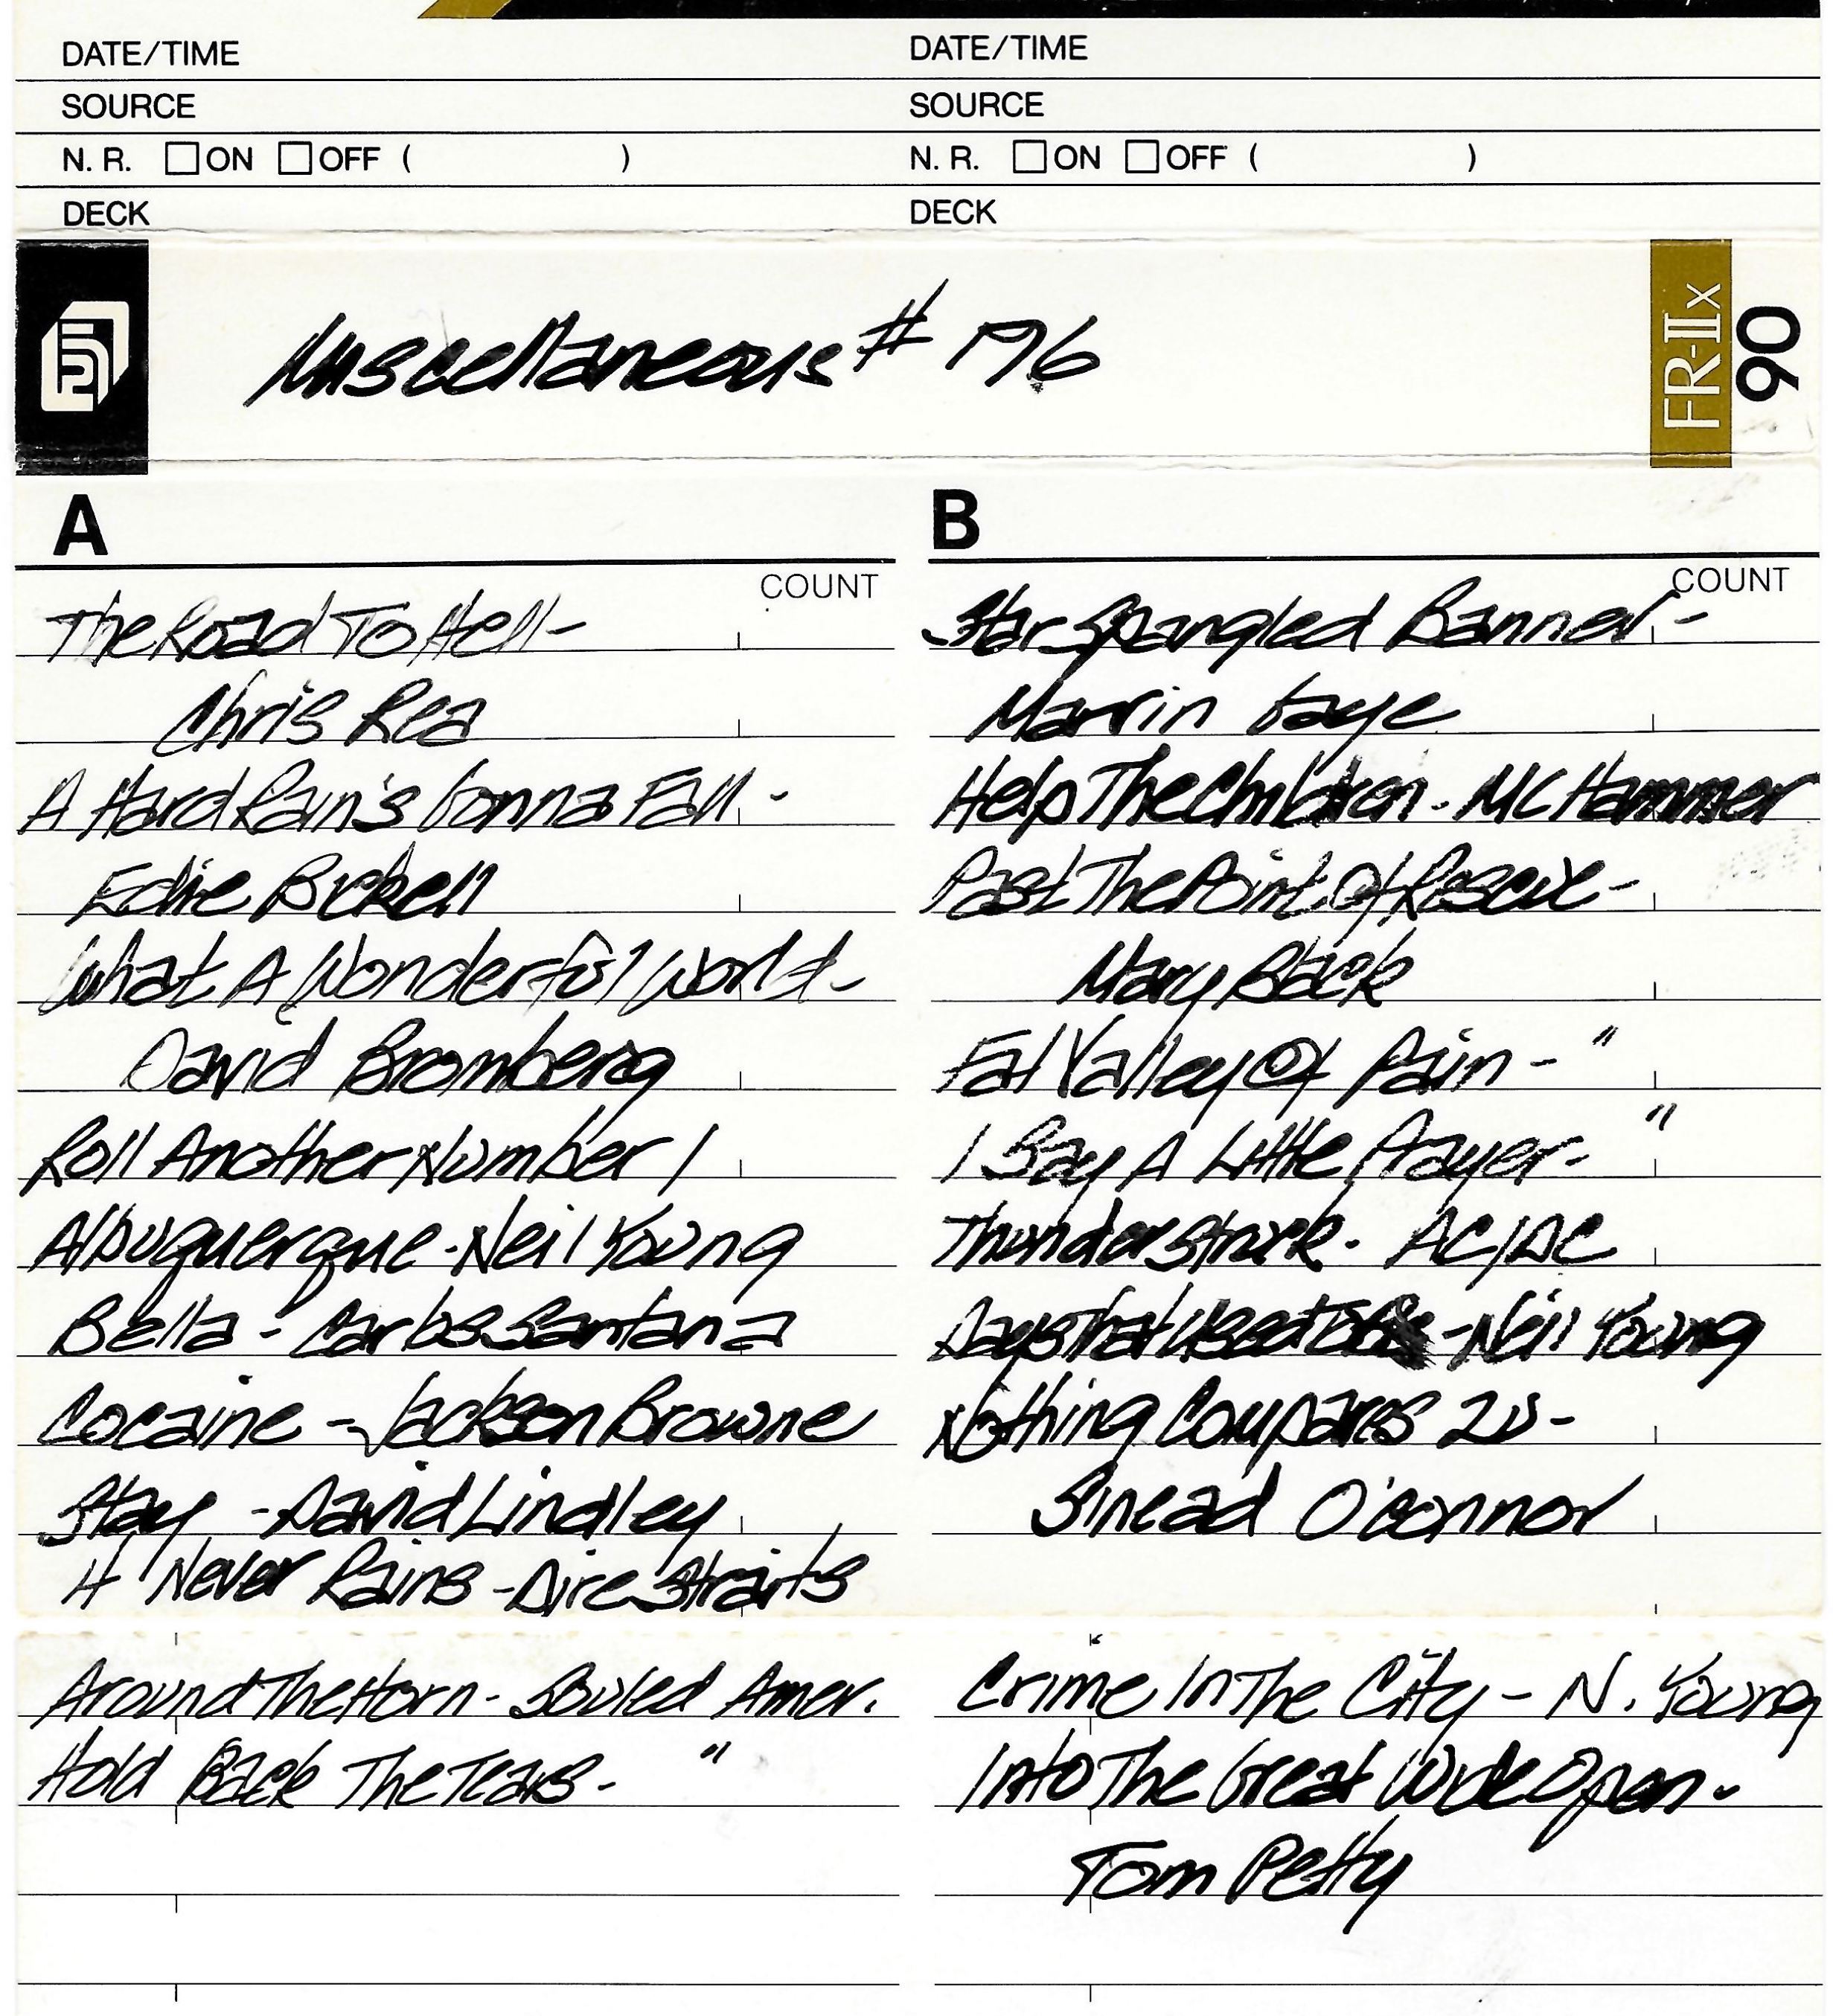 DATE/TIME
SOURCE
N. R. ON OFF ( )
DECK
DATE/TIME
SOURCE
N. R. ON OFF ( )
DECK
Miscellaneous #
FR-IIx
90
A
COUNT
The Road To Hell -
Chris Rea
A Hard Rain's Gonna Fall -
Edie Brickell
What A Wonderful World -
David Bromberg
Roll Another Number /
Albuquerque - Neil Young
Bella - Carlos Santana
Cocaine - Jackson Browne
Stay - David Lindley
It Never Rains - Dire Straits
Around The Horn - Souled Amer.
Hold Back The Tears - "
B
COUNT
Star Spangled Banner -
Marvin Gaye
Help The Children - MC Hammer
Past The Point Of Rescue -
Mary Black
Fat Valley Of Pain - "
I Say A Little Prayer - "
Thunderstruck - AC/DC
Days That Used To Be - Neil Young
Nothing Compares 2U -
Sinead O'Connor
Crime In The City - N. Young
Into The Great Wide Open -
Tom Petty